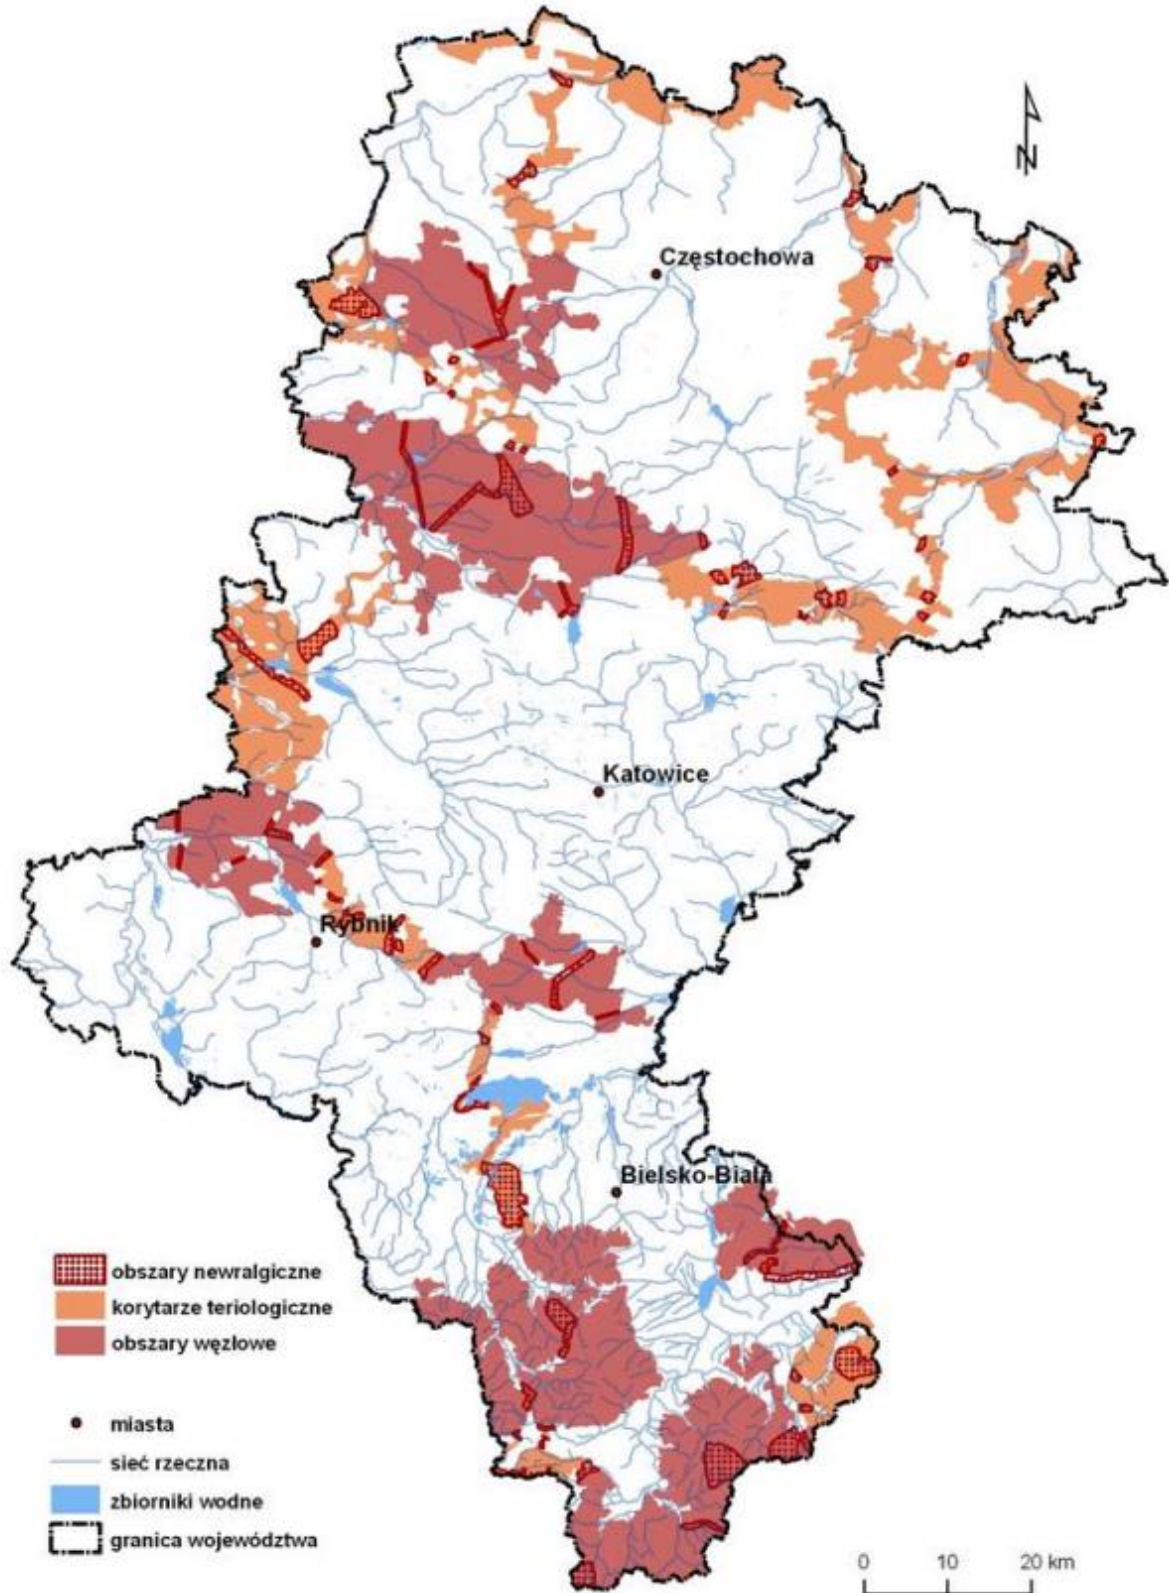 N
Częstochowa
Katowice
Rybnik
Bielsko-Biała
obszary newralgiczne
korytarze teriologiczne
obszary węzłowe
miasta
sieć rzeczna
zbiorniki wodne
granica województwa
0 10 20 km